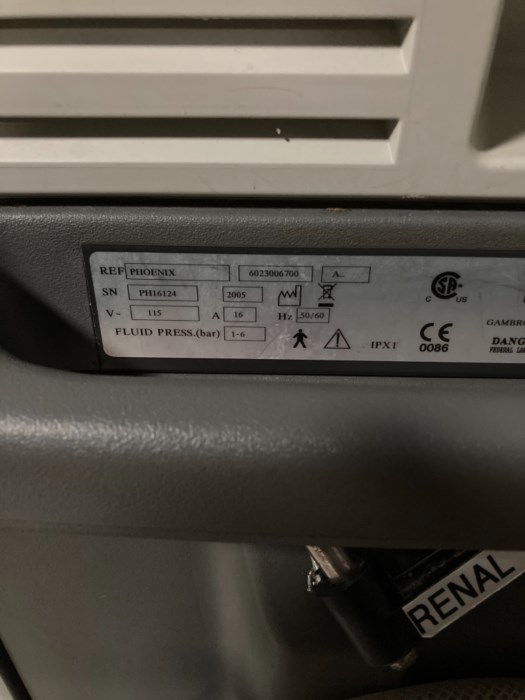 REF PHOENIX 6023006700 A..
SN PH16124 2005
V~ 115 A 16 Hz 50/60
FLUID PRESS.(bar) 1-6
IPX1
C US
0086
GAMBR
DANG
RENAL